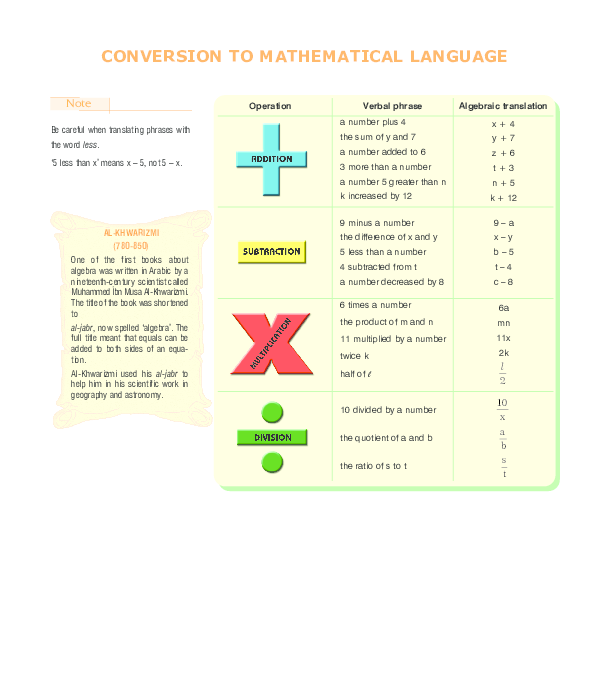 CONVERSION TO MATHEMATICAL LANGUAGE
Note
Be careful when translating phrases with
the word less.
'5 less than x' means x – 5, not 5 – x.
AL-KHWARIZMI
(780-850)
One of the first books about
algebra was written in Arabic by a
nineteenth-century scientist called
Muhammed Ibn Musa Al-Khwarizmi.
The title of the book was shortened
to
al-jabr, now spelled 'algebra'. The
full title meant that equals can be
added to both sides of an equa-
tion.
Al-Khwarizmi used his al-jabr to
help him in his scientific work in
geography and astronomy.
Operation Verbal phrase Algebraic translation
ADDITION
a number plus 4 x + 4
the sum of y and 7 y + 7
a number added to 6 z + 6
3 more than a number t + 3
a number 5 greater than n n + 5
k increased by 12 k + 12
SUBTRACTION
9 minus a number 9 – a
the difference of x and y x – y
5 less than a number b – 5
4 subtracted from t t – 4
a number decreased by 8 c – 8
MULTIPLICATION
6 times a number 6a
the product of m and n mn
11 multiplied by a number 11x
twice k 2k
half of ℓ l/2
DIVISION
10 divided by a number 10/x
the quotient of a and b a/b
the ratio of s to t s/t